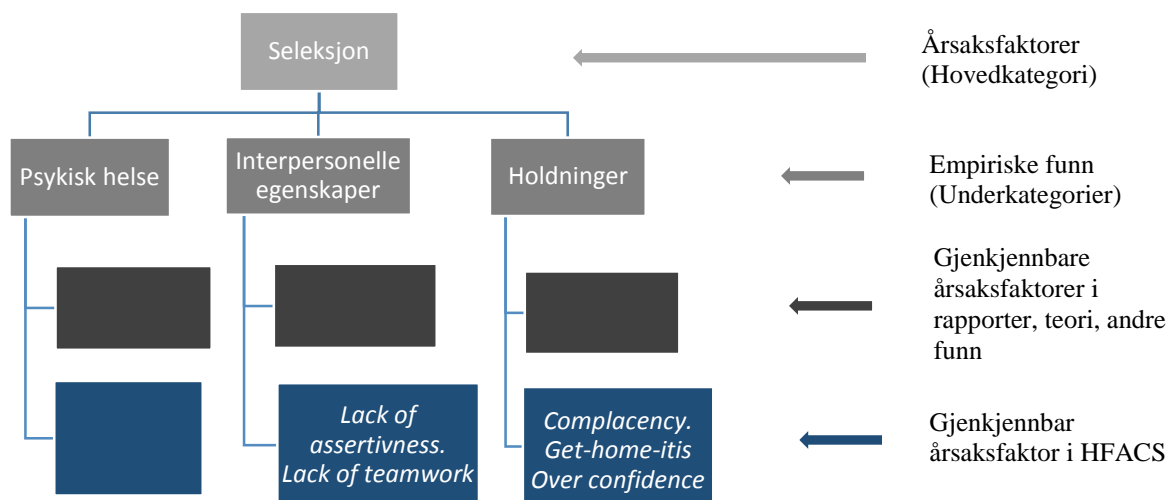 Seleksjon
Årsaksfaktorer
(Hovedkategori)
Psykisk helse
Interpersonelle
egenskaper
Holdninger
Empiriske funn
(Underkategorier)
Gjenkjennbare
årsaksfaktorer i
rapporter, teori, andre
funn
Lack of
assertivness.
Lack of teamwork
Complacency.
Get-home-itis
Over confidence
Gjenkjennbar
årsaksfaktor i HFACS